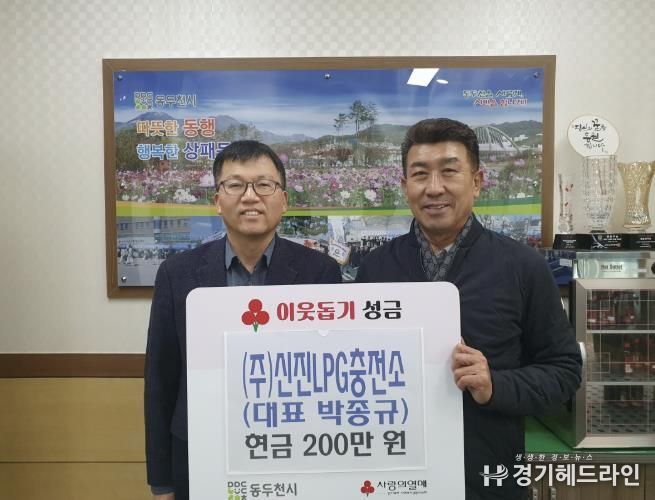 동두천시
따뜻한 동행
행복한 상패동
이웃돕기 성금
(주)신진LPG충전소
(대표 박종규)
현금 200만 원
동두천시
사랑의열매
생생한경보뉴스
경기헤드라인